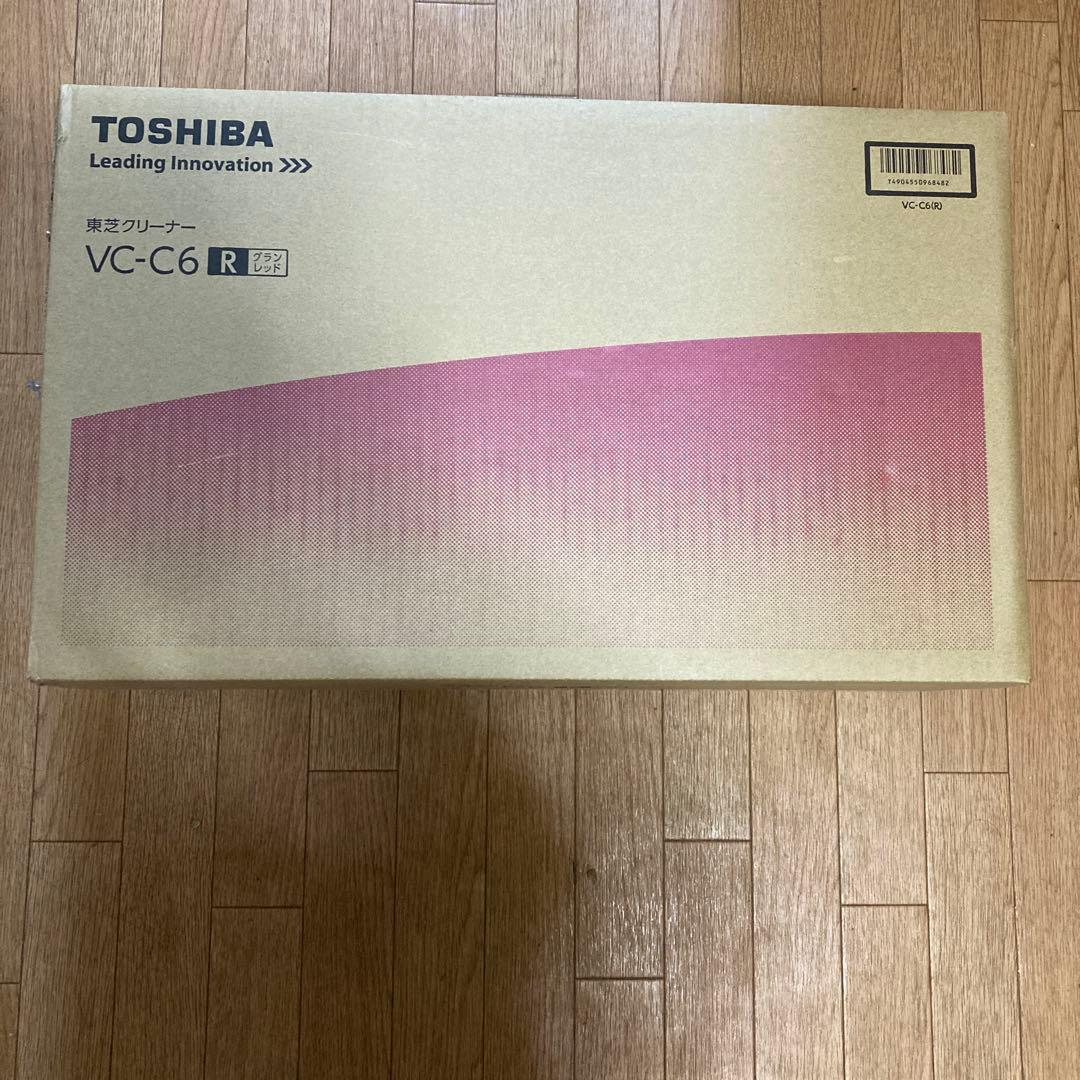 TOSHIBA
Leading Innovation >>>
東芝クリーナー
VC-C6 R グラン
レッド
T4904550968482
VC-C6(R)